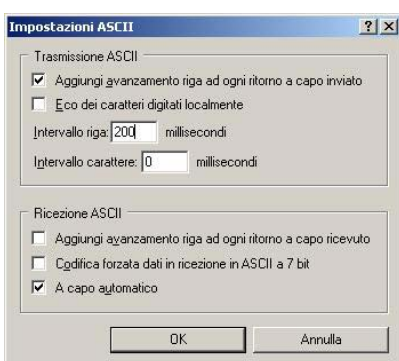 Impostazioni ASCII
Trasmissione ASCII
Aggiungi avanzamento riga ad ogni ritorno a capo inviato
Eco dei caratteri digitati localmente
Intervallo riga: 200 millisecondi
Intervallo carattere: 0 millisecondi
Ricezione ASCII
Aggiungi avanzamento riga ad ogni ritorno a capo ricevuto
Codifica forzata dati in ricezione in ASCII a 7 bit
A capo automatico
OK Annulla